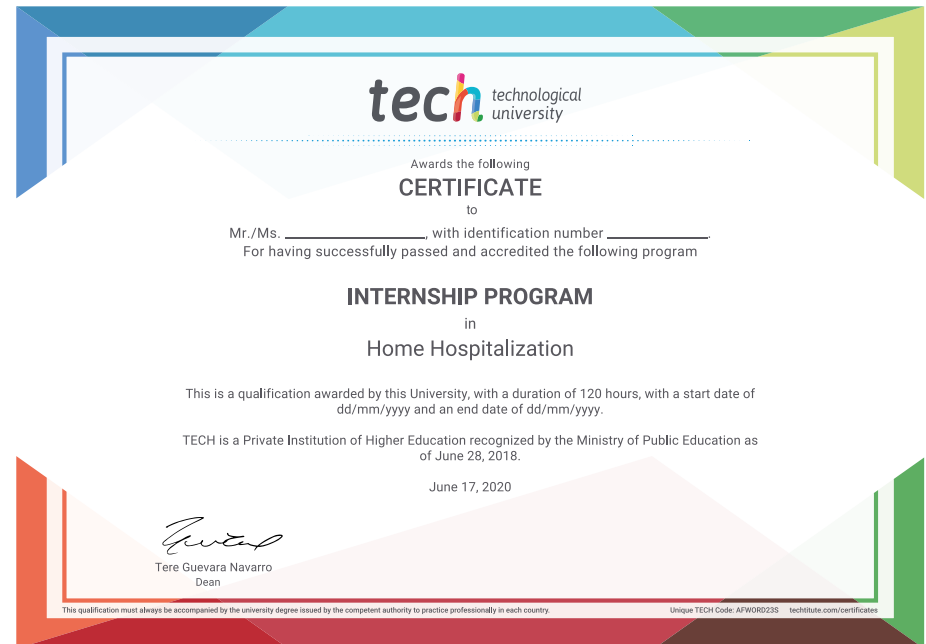 tech technological
university
Awards the following
CERTIFICATE
to
Mr./Ms. ____________________, with identification number ______________.
For having successfully passed and accredited the following program
INTERNSHIP PROGRAM
in
Home Hospitalization
This is a qualification awarded by this University, with a duration of 120 hours, with a start date of
dd/mm/yyyy and an end date of dd/mm/yyyy.
TECH is a Private Institution of Higher Education recognized by the Ministry of Public Education as
of June 28, 2018.
June 17, 2020
Tere Guevara Navarro
Dean
This qualification must always be accompanied by the university degree issued by the competent authority to practice professionally in each country.
Unique TECH Code: AFWORD23S techtitute.com/certificates